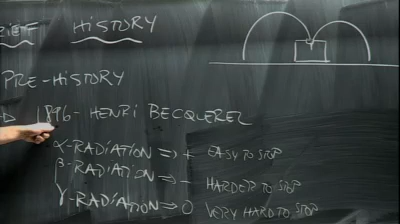 RIEF HISTORY
PRE-HISTORY
1896- HENRI BECQUEREL
α-RADIATION => + EASY TO STOP
β-RADIATION => - HARDER TO STOP
γ-RADIATION => 0 VERY HARD TO STOP